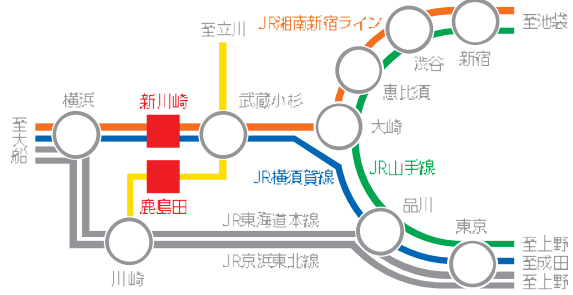 至立川
JR湘南新宿ライン
至池袋
渋谷
新宿
恵比須
横浜
新川崎
武蔵小杉
至大船
大崎
JR横須賀線
JR山手線
鹿島田
品川
JR東海道本線
東京
至上野
JR京浜東北線
至成田
川崎
至上野